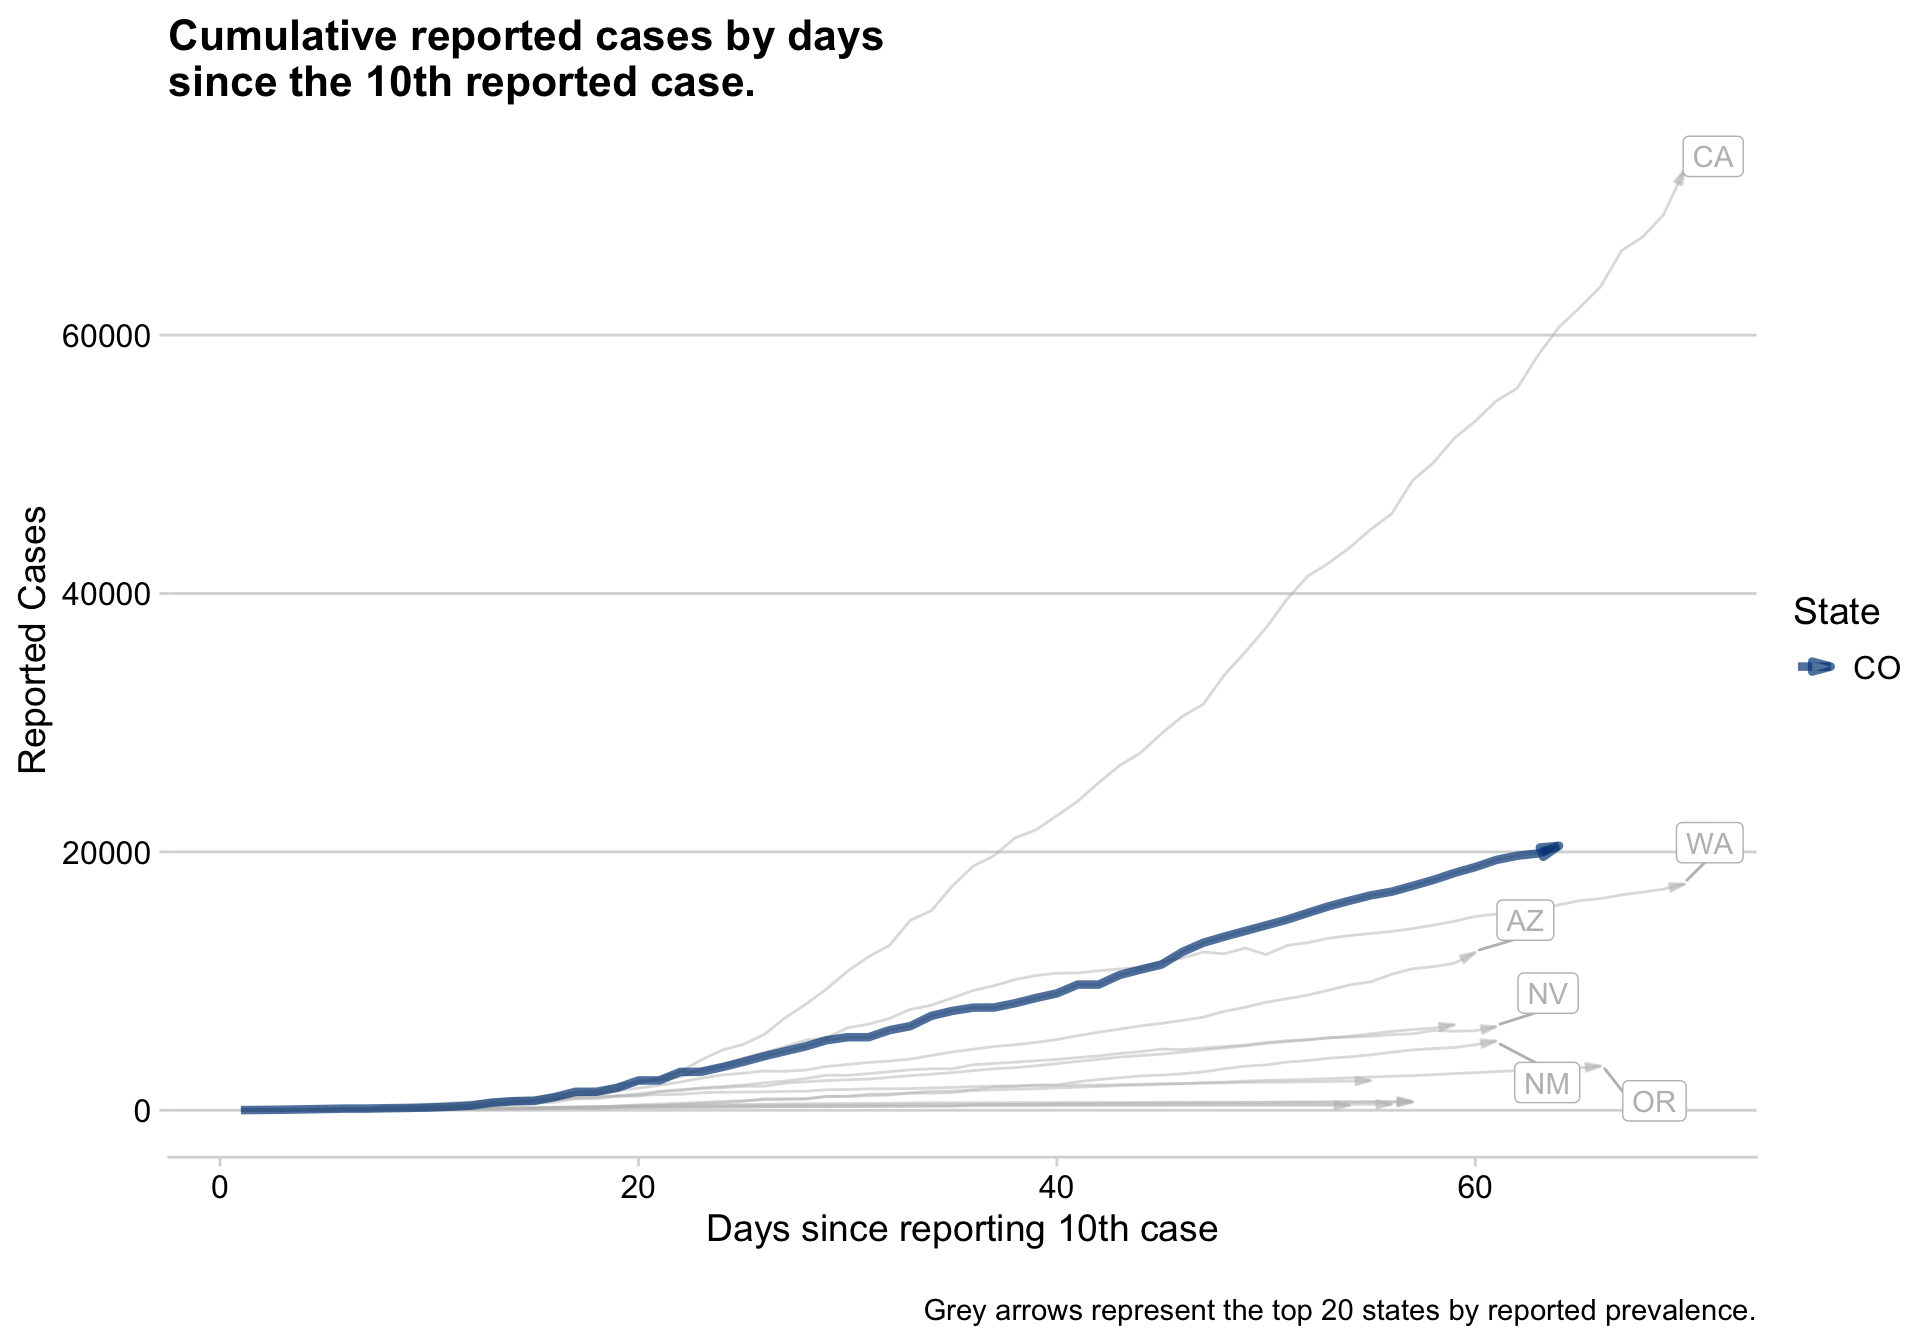 Cumulative reported cases by days
since the 10th reported case.
CA
60000
40000
20000
0
Reported Cases
WA
AZ
NV
NM
OR
State
CO
0 20 40 60
Days since reporting 10th case
Grey arrows represent the top 20 states by reported prevalence.